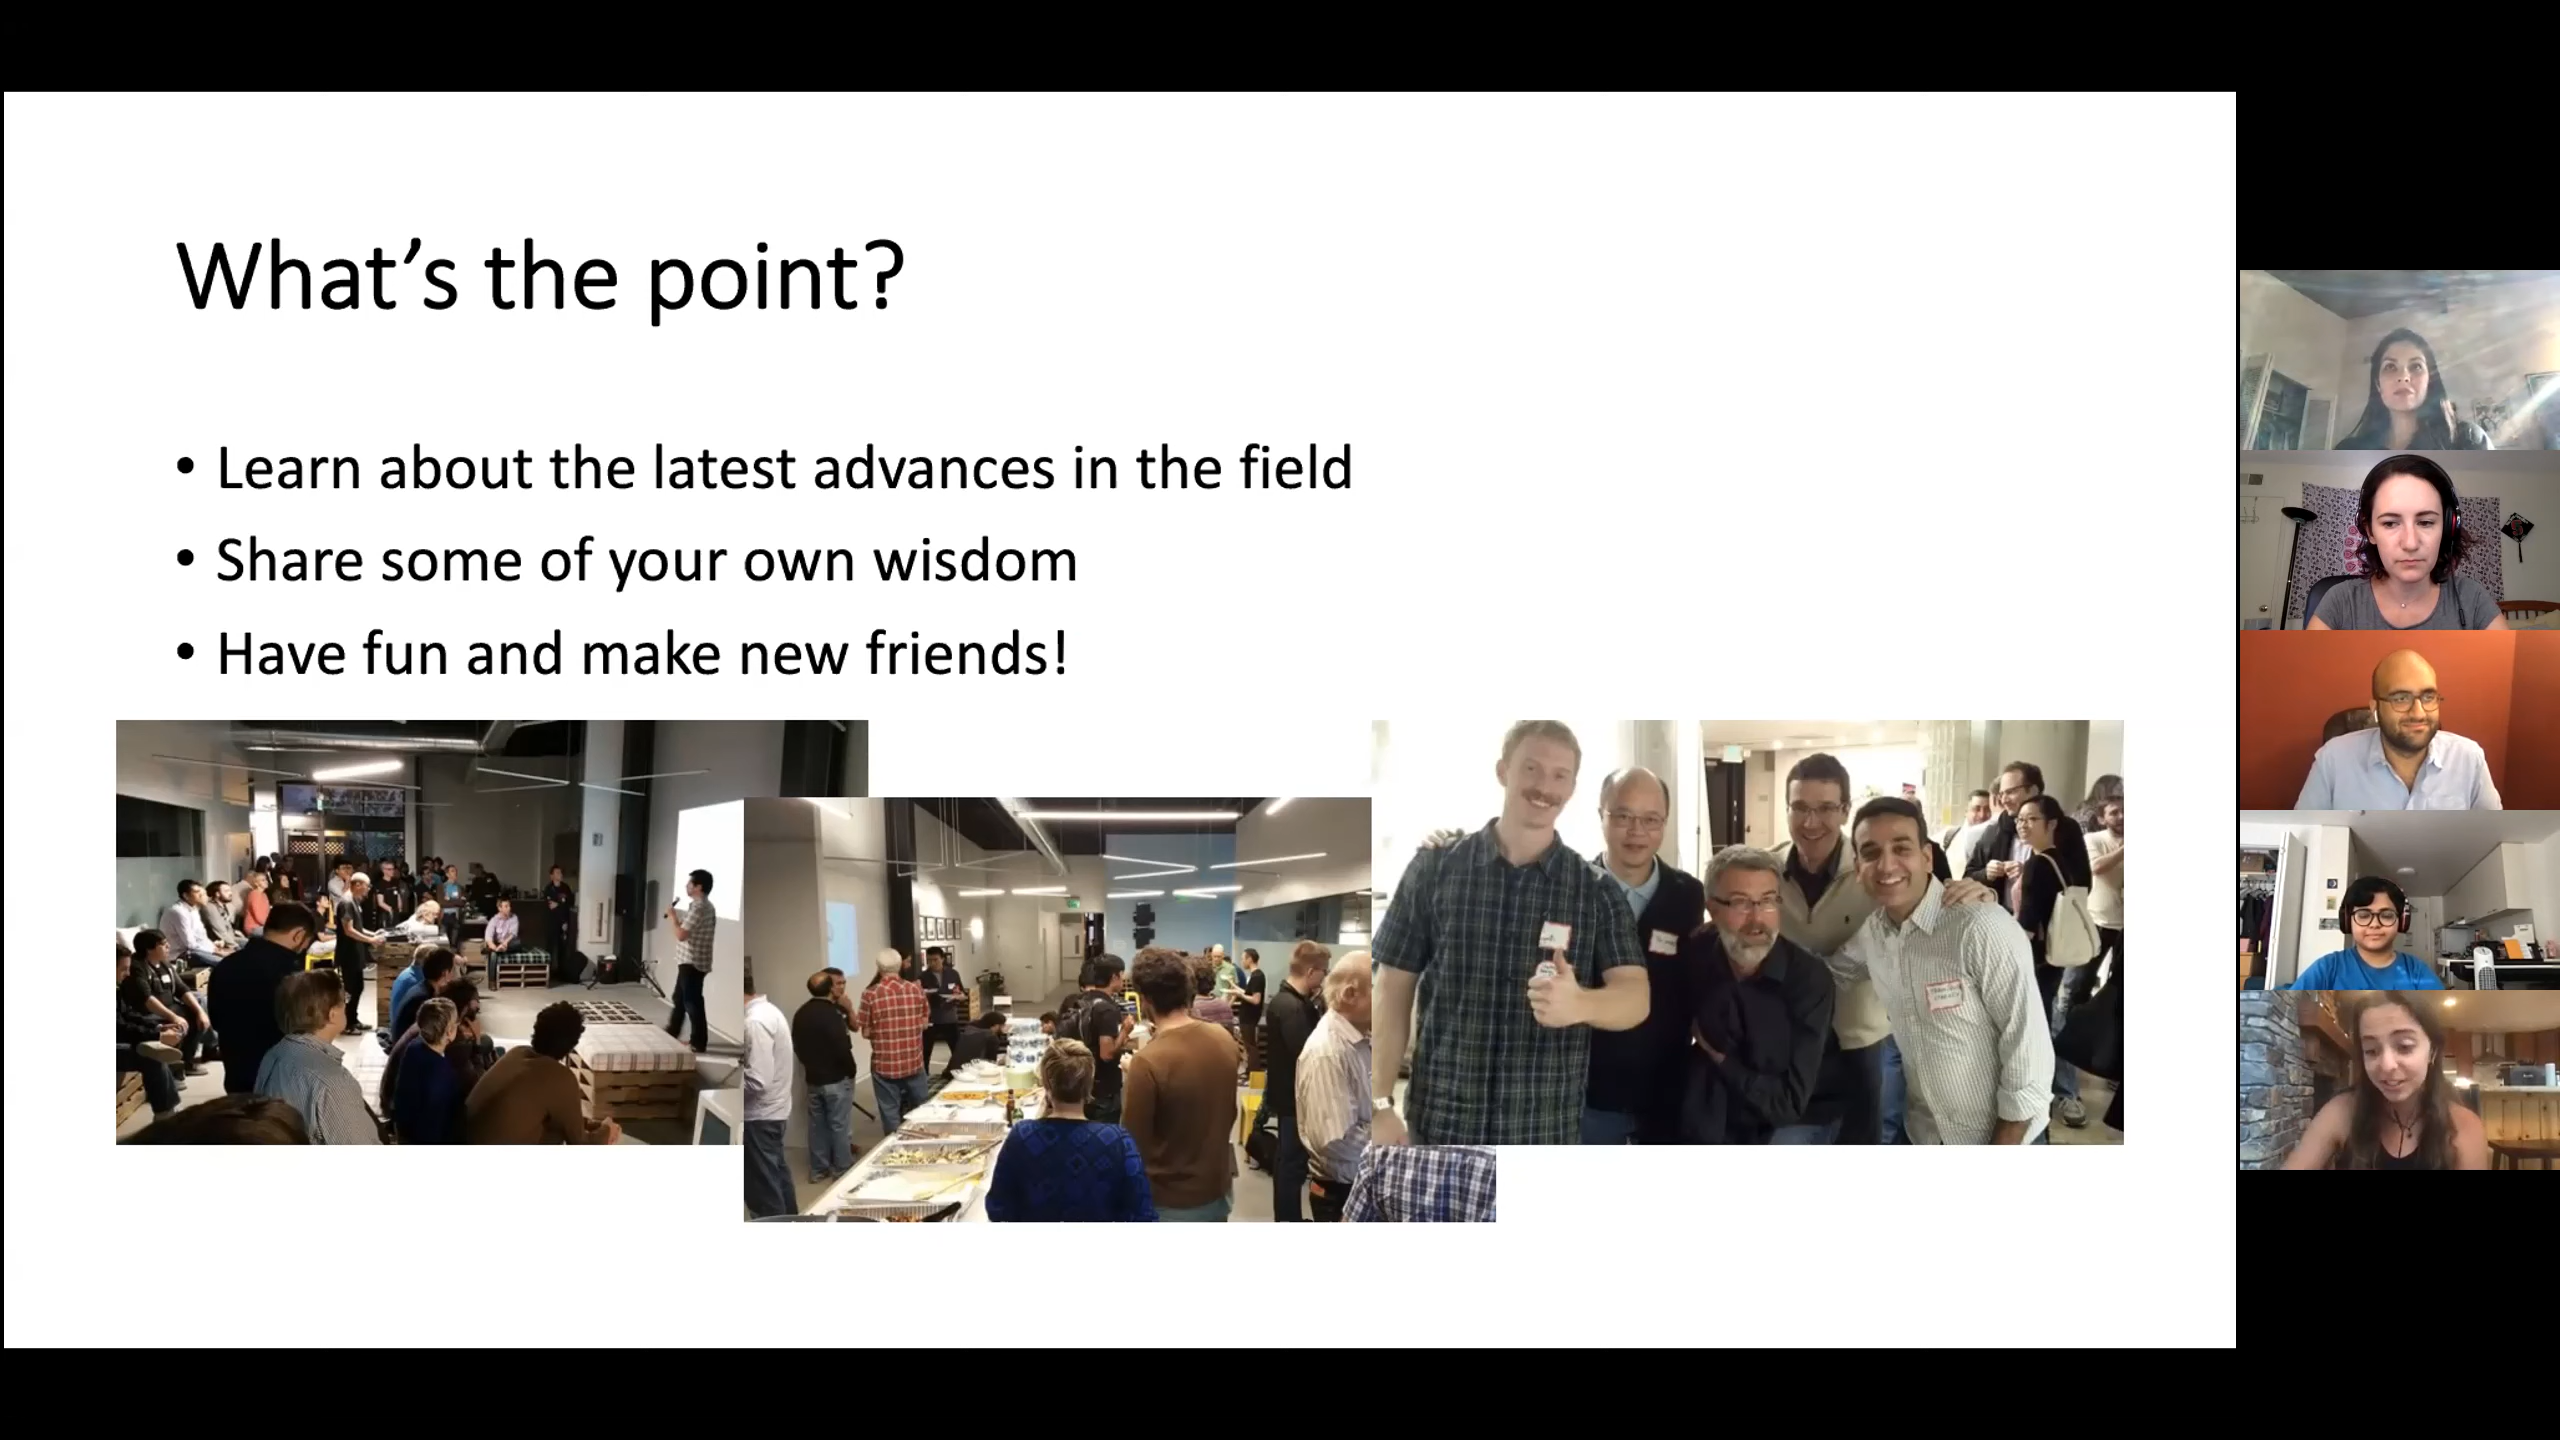 What’s the point?
• Learn about the latest advances in the field
• Share some of your own wisdom
• Have fun and make new friends!